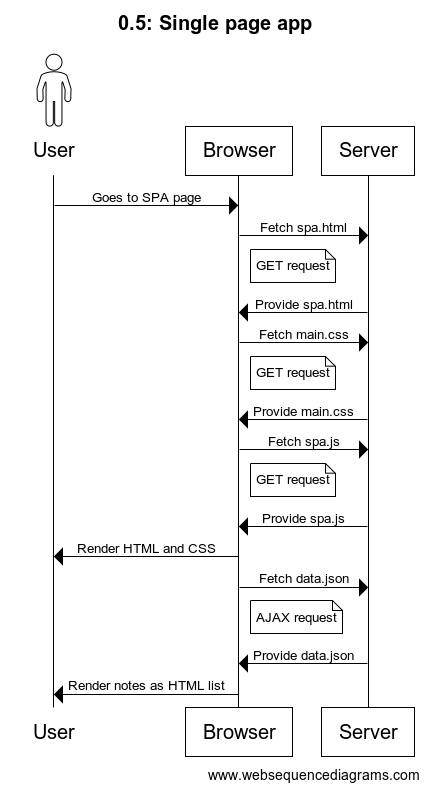 0.5: Single page app
User
Browser
Server
Goes to SPA page
Fetch spa.html
GET request
Provide spa.html
Fetch main.css
GET request
Provide main.css
Fetch spa.js
GET request
Provide spa.js
Render HTML and CSS
Fetch data.json
AJAX request
Provide data.json
Render notes as HTML list
User
Browser
Server
www.websequencediagrams.com